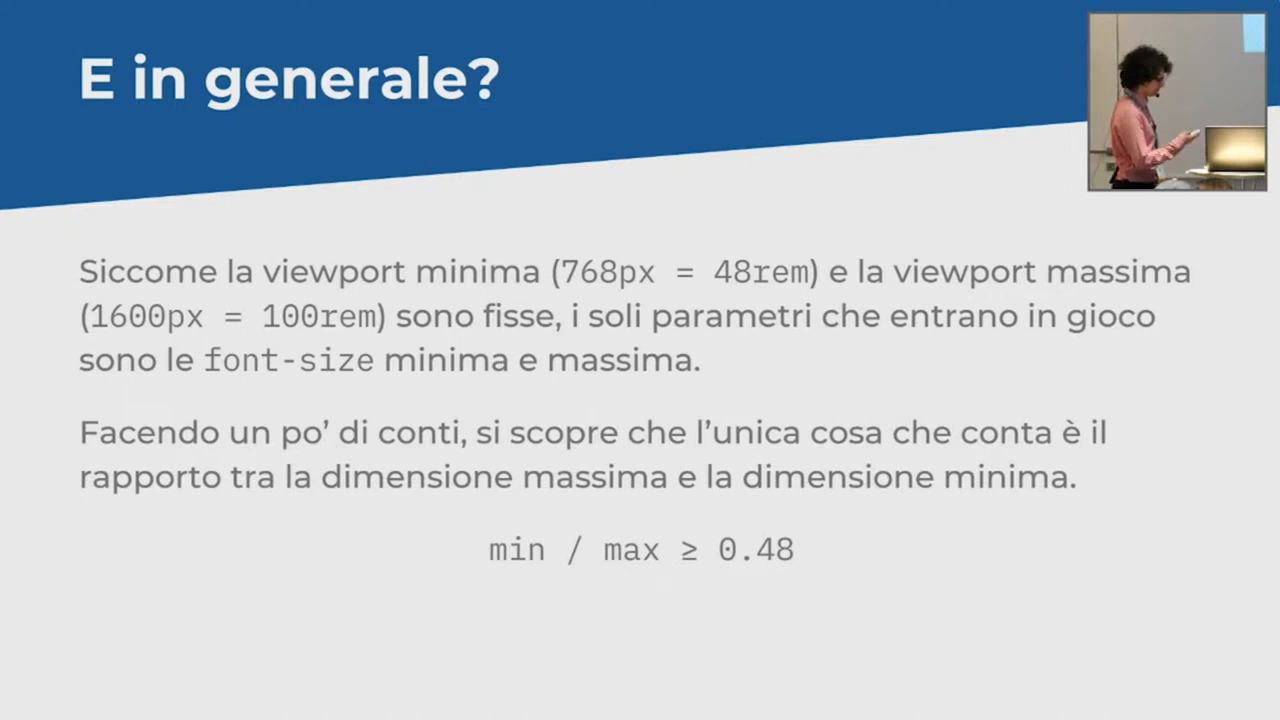 E in generale?
Siccome la viewport minima (768px = 48rem) e la viewport massima
(1600px = 100rem) sono fisse, i soli parametri che entrano in gioco
sono le font-size minima e massima.
Facendo un po’ di conti, si scopre che l’unica cosa che conta è il
rapporto tra la dimensione massima e la dimensione minima.
min / max ≥ 0.48